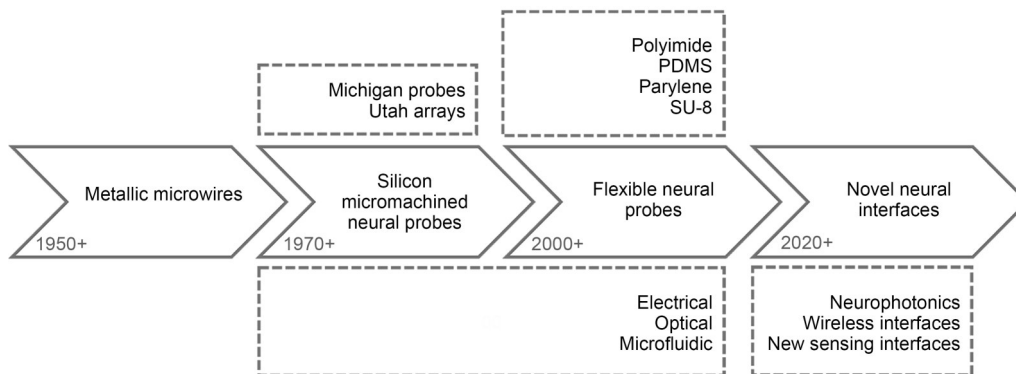 Polyimide
PDMS
Parylene
SU-8
Michigan probes
Utah arrays
Metallic microwires
1950+
Silicon
micromachined
neural probes
1970+
Flexible neural
probes
2000+
Novel neural
interfaces
2020+
Electrical
Optical
Microfluidic
Neurophotonics
Wireless interfaces
New sensing interfaces